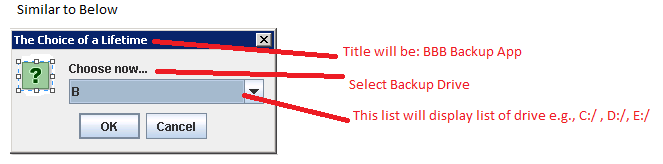 Similar to Below
The Choice of a Lifetime
Title will be: BBB Backup App
?
Choose now...
Select Backup Drive
B
This list will display list of drive e.g., C:/ , D:/, E:/
OK
Cancel